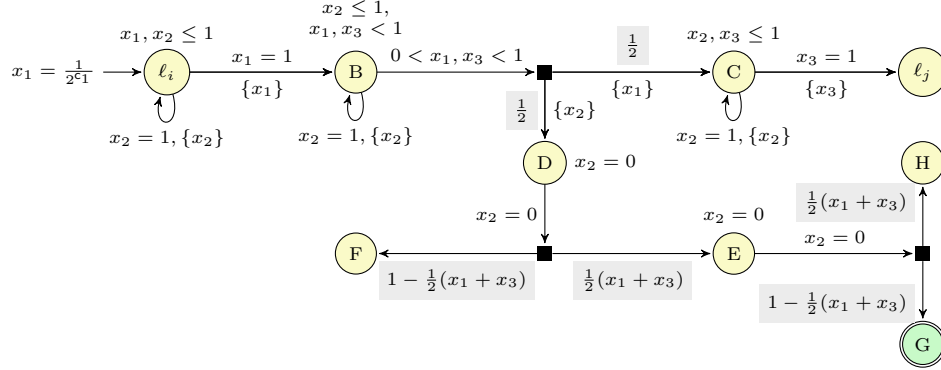 x₂ ≤ 1,
x₁, x₂ ≤ 1
x₁, x₃ < 1
x₂, x₃ ≤ 1
x₁ = 1/2^c₁
ℓᵢ
x₁ = 1
{x₁}
B
0 < x₁, x₃ < 1
1/2
{x₁}
C
x₃ = 1
{x₃}
ℓⱼ
x₂ = 1, {x₂}
x₂ = 1, {x₂}
1/2
{x₂}
x₂ = 1, {x₂}
D
x₂ = 0
H
x₂ = 0
x₂ = 0
1/2(x₁ + x₃)
F
E
x₂ = 0
1 − 1/2(x₁ + x₃)
1/2(x₁ + x₃)
1 − 1/2(x₁ + x₃)
G